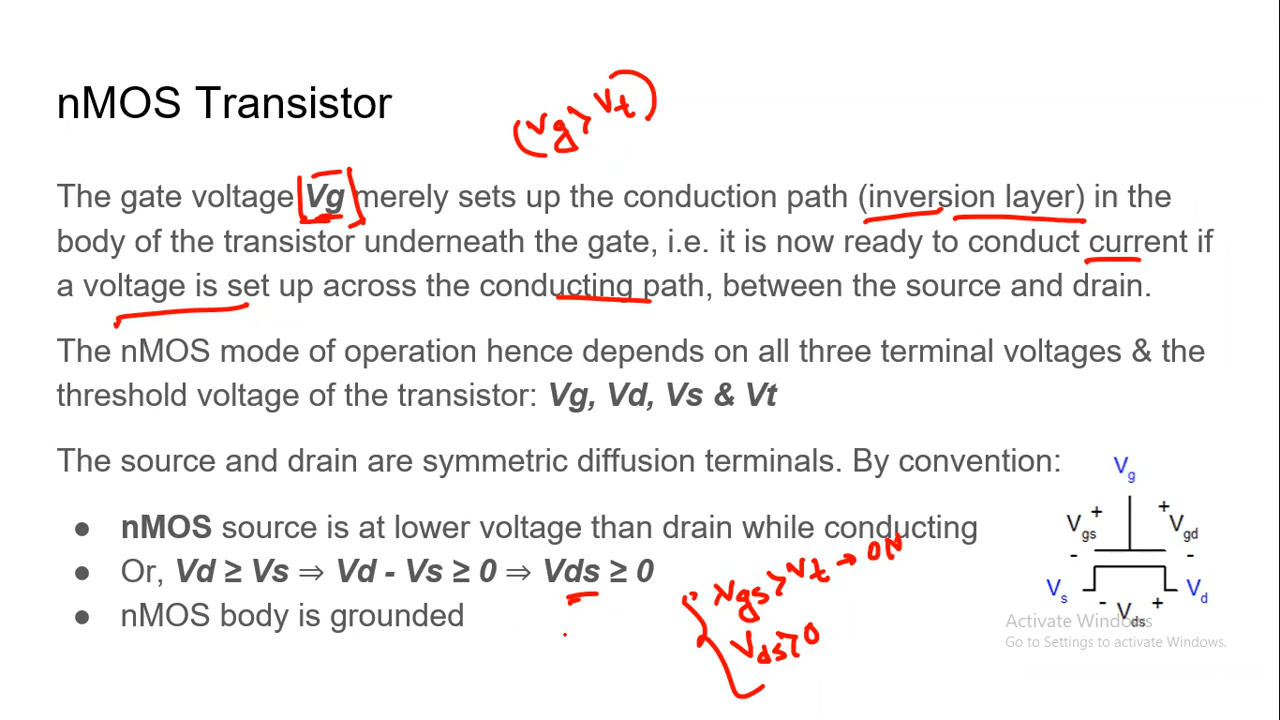 nMOS Transistor
(Vg > Vt)
The gate voltage Vg merely sets up the conduction path (inversion layer) in the
body of the transistor underneath the gate, i.e. it is now ready to conduct current if
a voltage is set up across the conducting path, between the source and drain.
The nMOS mode of operation hence depends on all three terminal voltages & the
threshold voltage of the transistor: Vg, Vd, Vs & Vt
The source and drain are symmetric diffusion terminals. By convention:
● nMOS source is at lower voltage than drain while conducting
● Or, Vd ≥ Vs ⇒ Vd - Vs ≥ 0 ⇒ Vds ≥ 0
● nMOS body is grounded
Vgs > Vt → ON
Vds ≥ 0
Vg
+ +
Vgs Vgd
- -
Vs Vd
- Vds +
Activate Windows
Go to Settings to activate Windows.